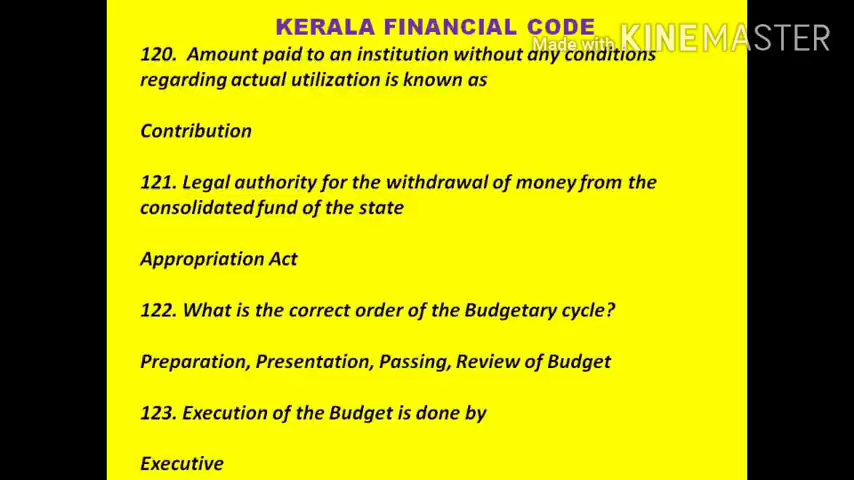 KERALA FINANCIAL CODE
Made with KINEMASTER
120. Amount paid to an institution without any conditions
regarding actual utilization is known as
Contribution
121. Legal authority for the withdrawal of money from the
consolidated fund of the state
Appropriation Act
122. What is the correct order of the Budgetary cycle?
Preparation, Presentation, Passing, Review of Budget
123. Execution of the Budget is done by
Executive